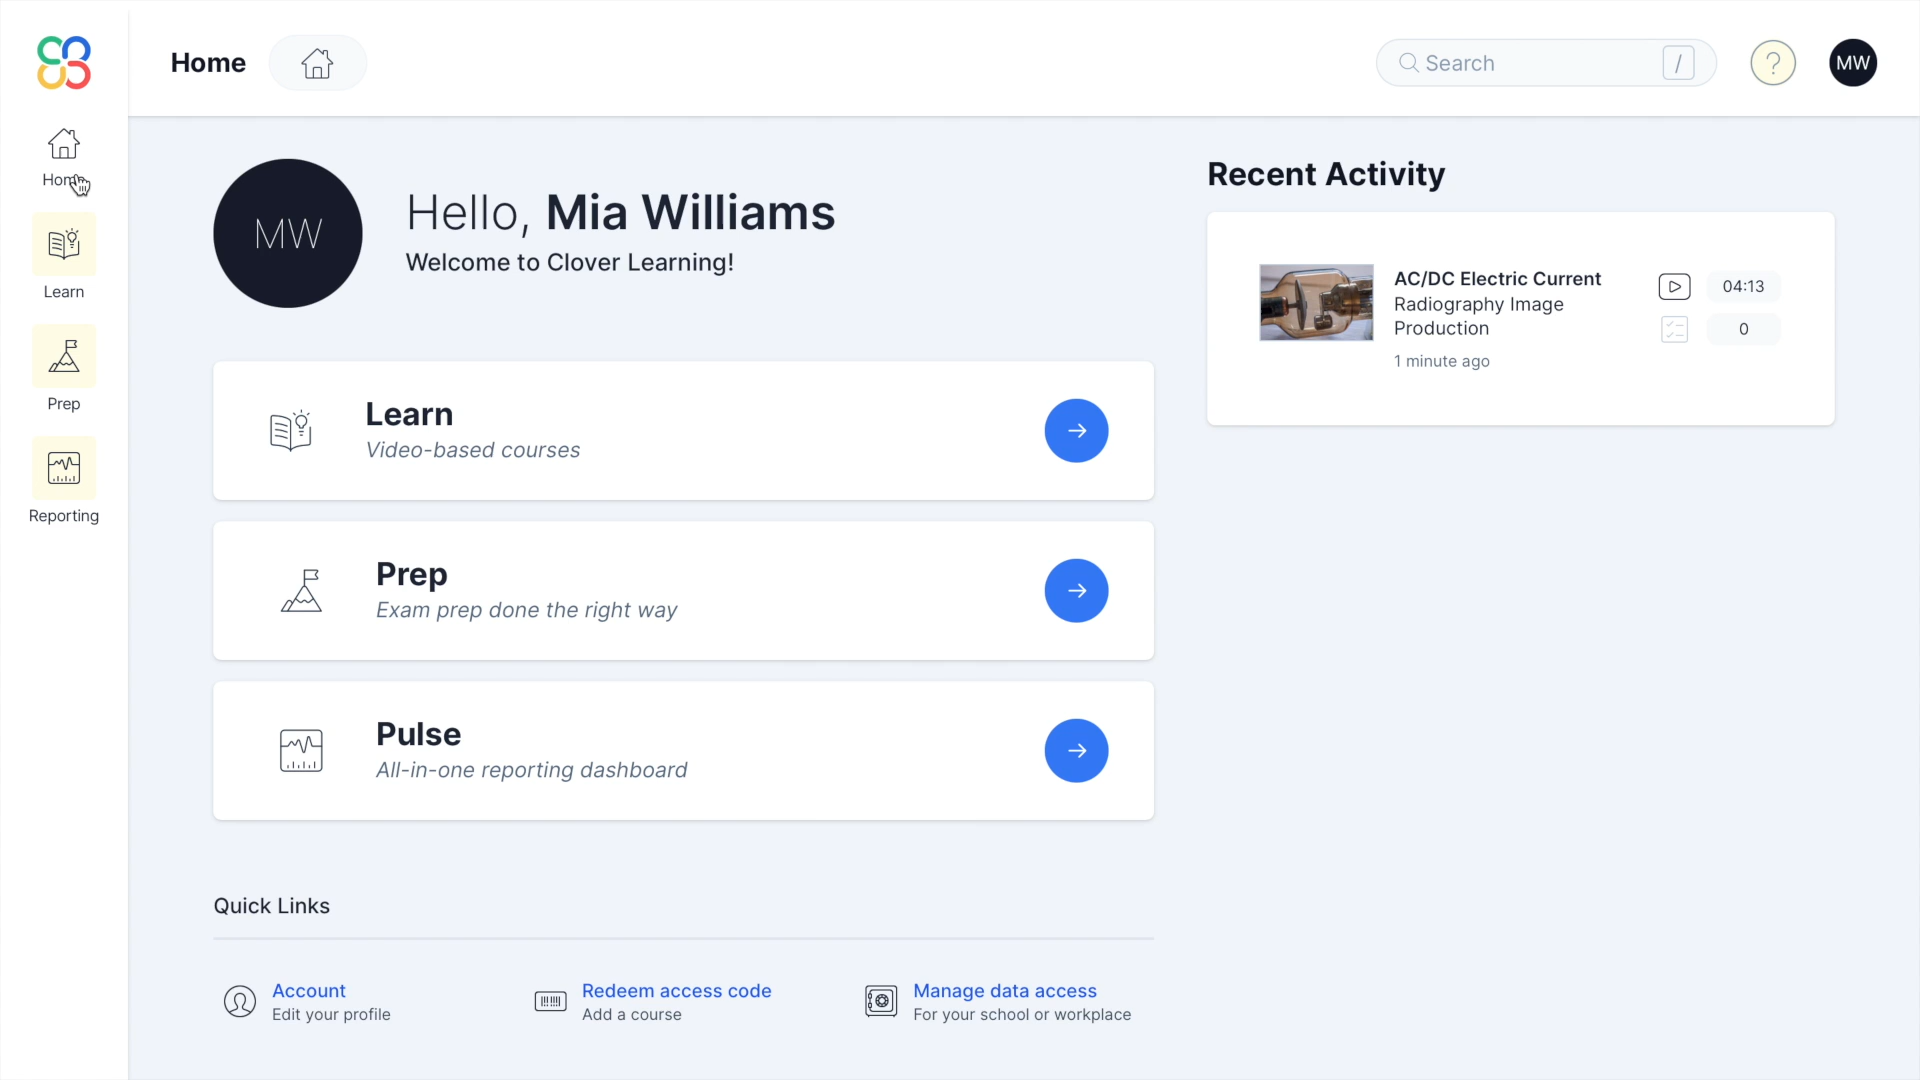 Home
Search
/
?
MW
Home
Learn
Prep
Reporting
MW
Hello, Mia Williams
Welcome to Clover Learning!
Learn
Video-based courses
Prep
Exam prep done the right way
Pulse
All-in-one reporting dashboard
Recent Activity
AC/DC Electric Current
Radiography Image
Production
1 minute ago
04:13
0
Quick Links
Account
Edit your profile
Redeem access code
Add a course
Manage data access
For your school or workplace